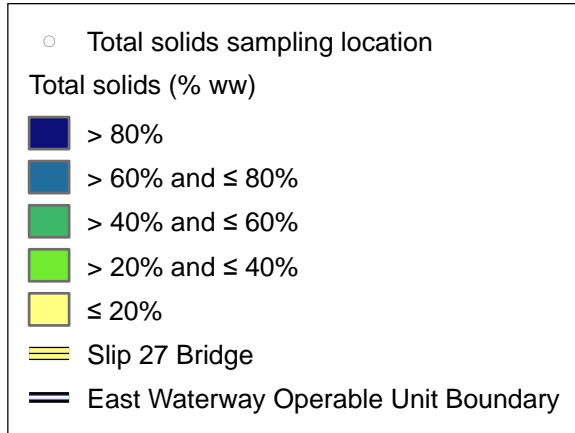 Total solids sampling location
Total solids (% ww)
> 80%
> 60% and ≤ 80%
> 40% and ≤ 60%
> 20% and ≤ 40%
≤ 20%
Slip 27 Bridge
East Waterway Operable Unit Boundary